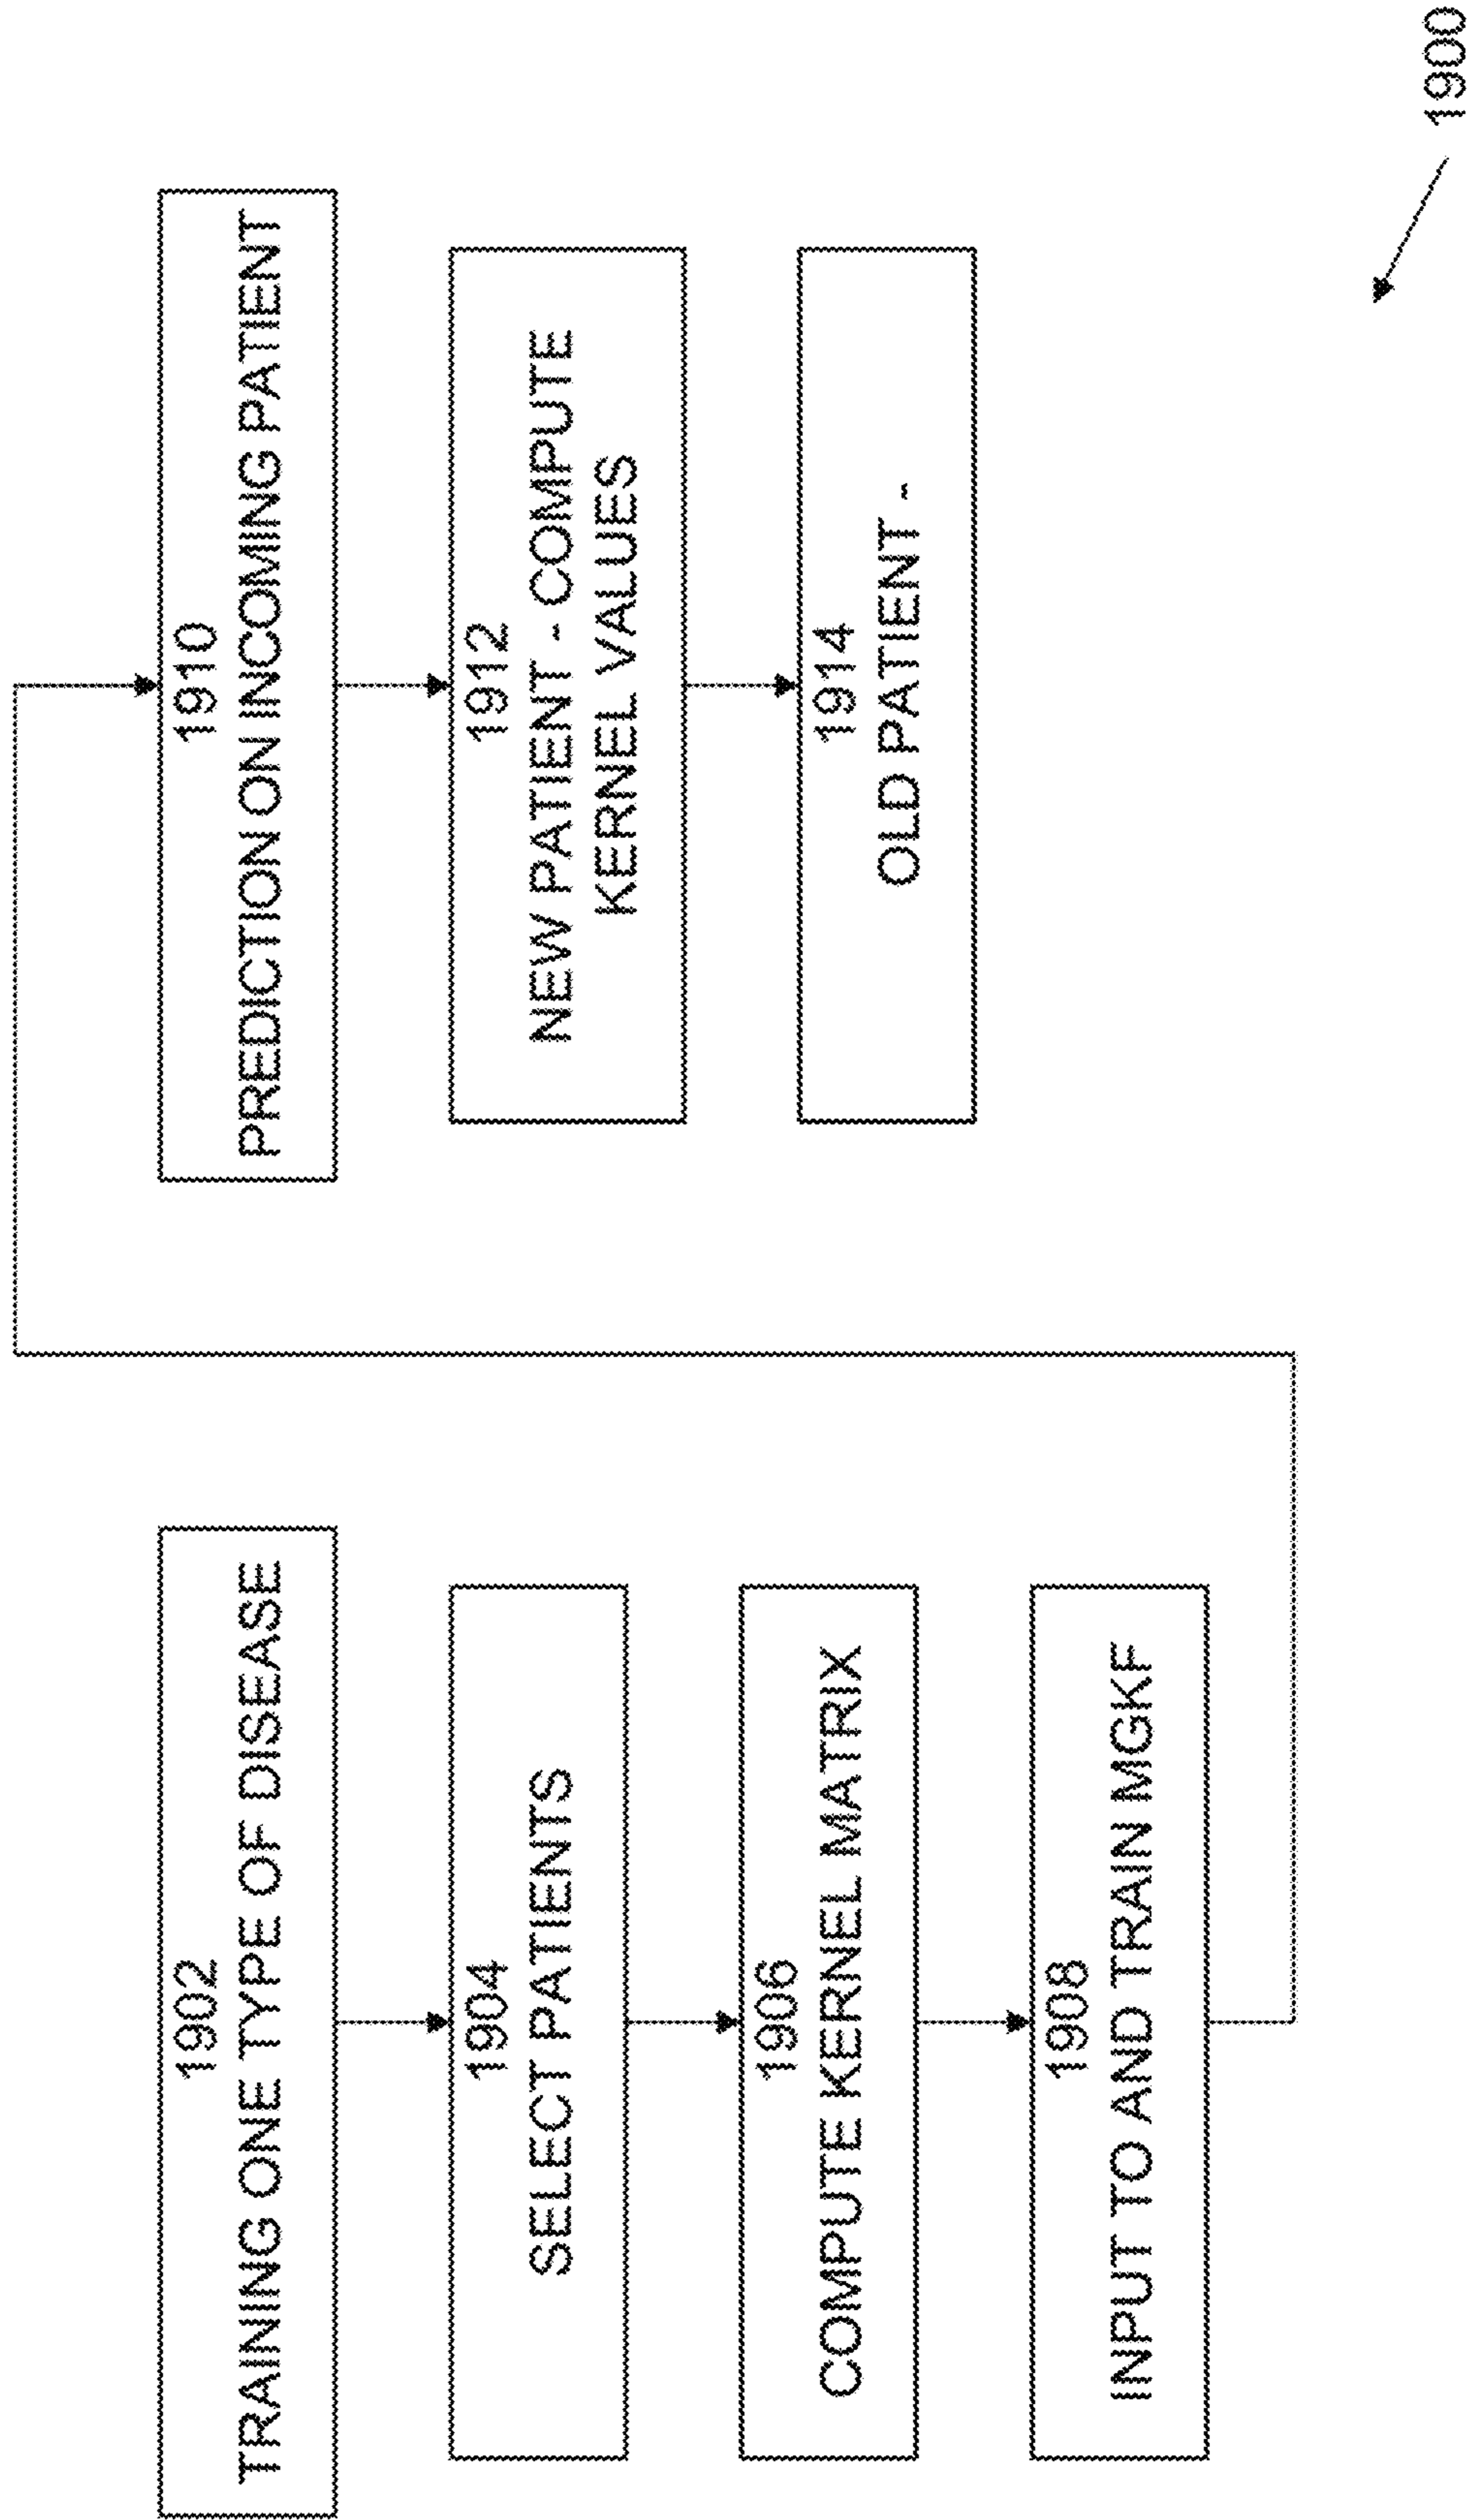 1902
TRAINING ONE TYPE OF DISEASE
1904
SELECT PATIENTS
1906
COMPUTE KERNEL MATRIX
1908
INPUT TO AND TRAIN MGKF
1910
PREDICTION ON INCOMING PATIENT
1912
NEW PATIENT - COMPUTE
KERNEL VALUES
1914
OLD PATIENT -
1900